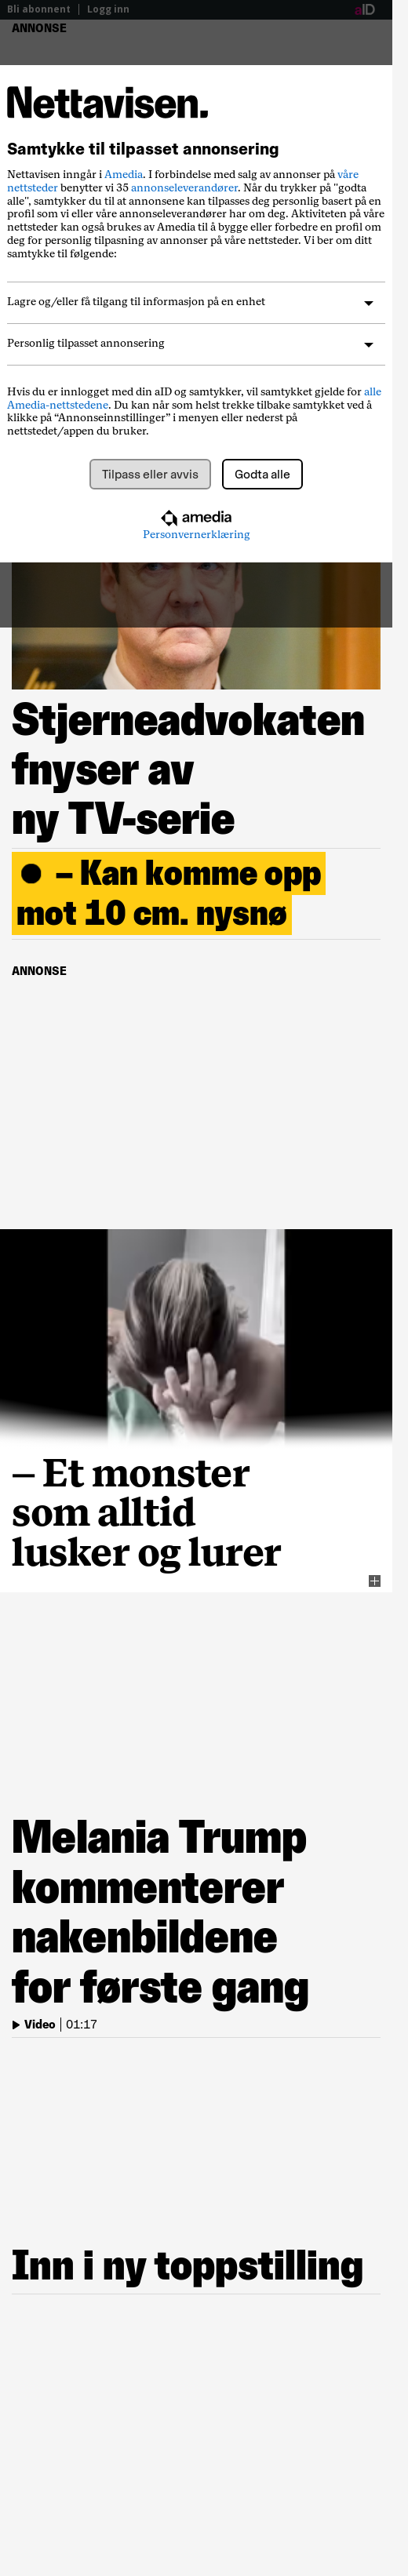 Bli abonnent | Logg inn aID
ANNONSE
Nettavisen.
Samtykke til tilpasset annonsering
Nettavisen inngår i Amedia. I forbindelse med salg av annonser på våre
nettsteder benytter vi 35 annonseleverandører. Når du trykker på "godta
alle", samtykker du til at annonsene kan tilpasses deg personlig basert på en
profil som vi eller våre annonseleverandører har om deg. Aktiviteten på våre
nettsteder kan også brukes av Amedia til å bygge eller forbedre en profil om
deg for personlig tilpasning av annonser på våre nettsteder. Vi ber om ditt
samtykke til følgende:
Lagre og/eller få tilgang til informasjon på en enhet
Personlig tilpasset annonsering
Hvis du er innlogget med din aID og samtykker, vil samtykket gjelde for alle
Amedia-nettstedene. Du kan når som helst trekke tilbake samtykket ved å
klikke på “Annonseinnstillinger” i menyen eller nederst på
nettstedet/appen du bruker.
Tilpass eller avvis Godta alle
amedia
Personvernerklæring
Stjerneadvokaten
fnyser av
ny TV-serie
– Kan komme opp
mot 10 cm. nysnø
ANNONSE
– Et monster
som alltid
lusker og lurer
Melania Trump
kommenterer
nakenbildene
for første gang
Video | 01:17
Inn i ny toppstilling